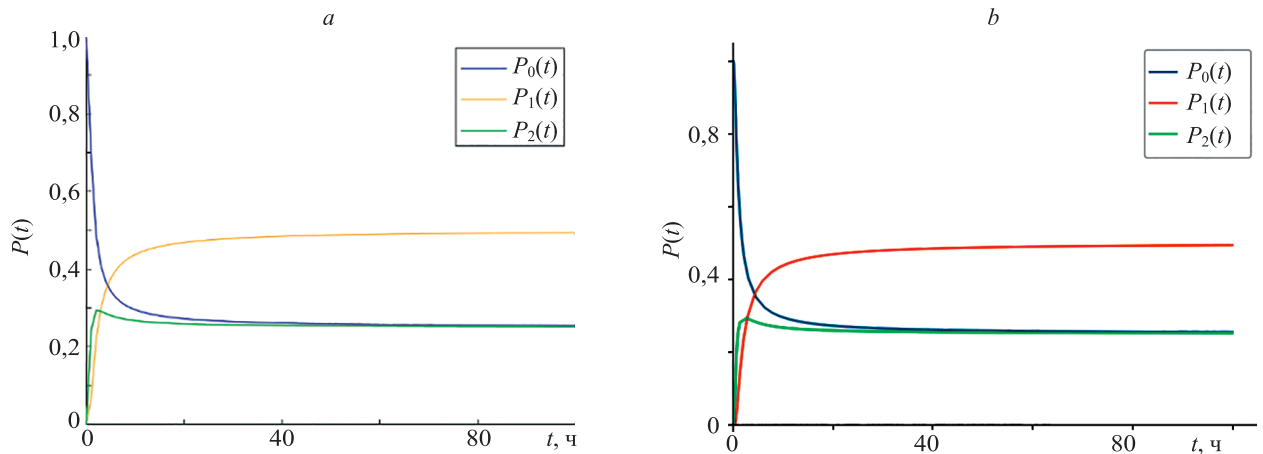 a
1,0
0,8
0,6
0,4
0,2
0
P(t)
P₀(t)
P₁(t)
P₂(t)
0
40
80
t, ч
b
0,8
0,4
0
P(t)
P₀(t)
P₁(t)
P₂(t)
0
40
80
t, ч